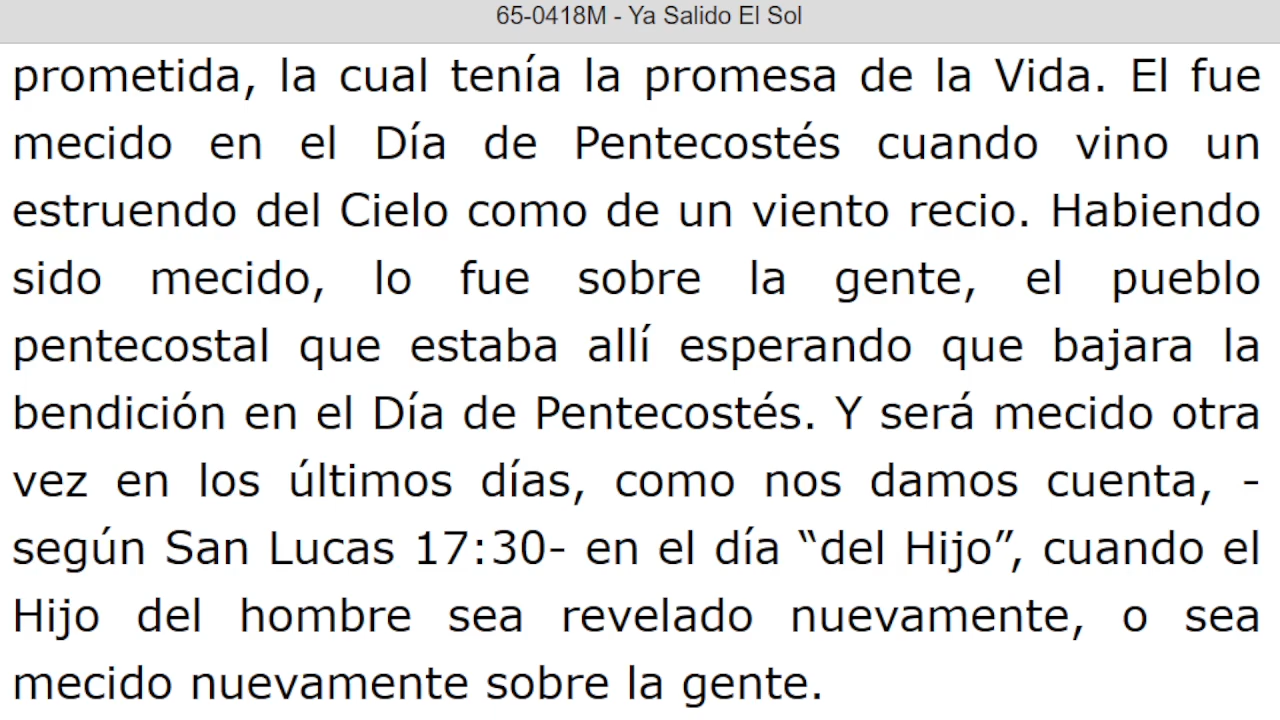 65-0418M - Ya Salido El Sol
prometida, la cual tenía la promesa de la Vida. El fue
mecido en el Día de Pentecostés cuando vino un
estruendo del Cielo como de un viento recio. Habiendo
sido mecido, lo fue sobre la gente, el pueblo
pentecostal que estaba allí esperando que bajara la
bendición en el Día de Pentecostés. Y será mecido otra
vez en los últimos días, como nos damos cuenta, -
según San Lucas 17:30- en el día “del Hijo”, cuando el
Hijo del hombre sea revelado nuevamente, o sea
mecido nuevamente sobre la gente.